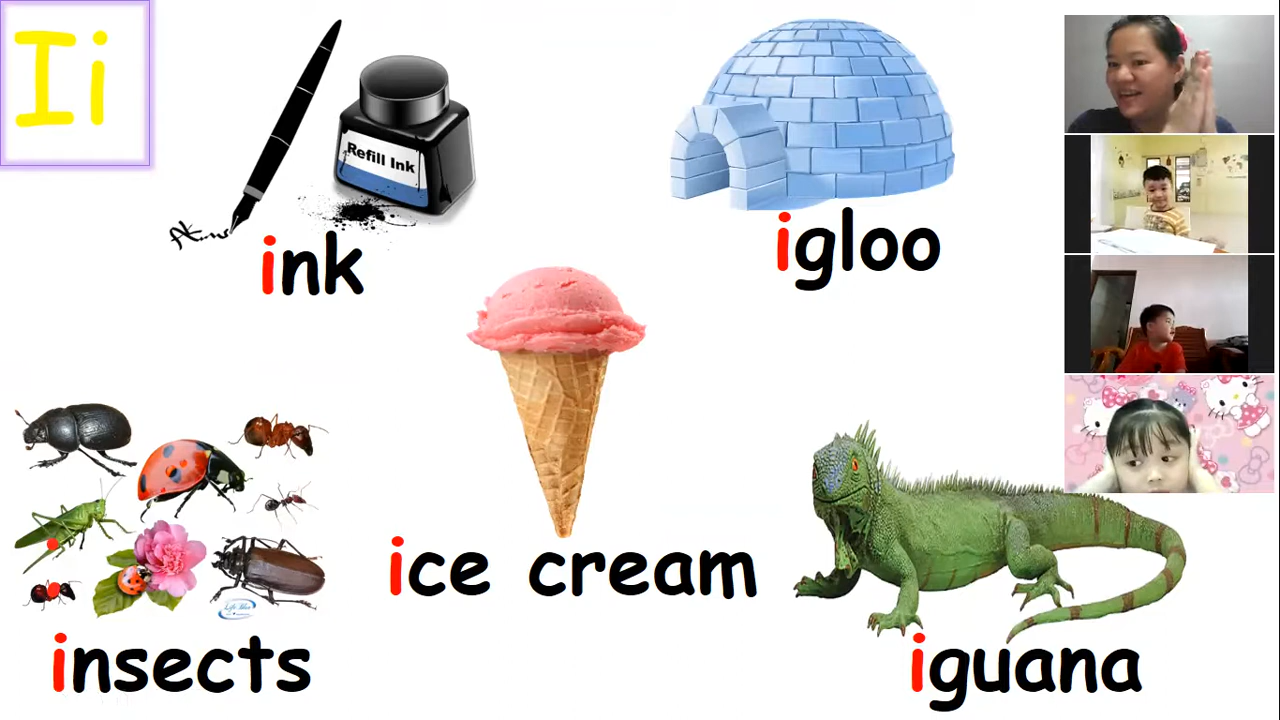 Ii
Refill Ink
ink
igloo
ice cream
insects
iguana